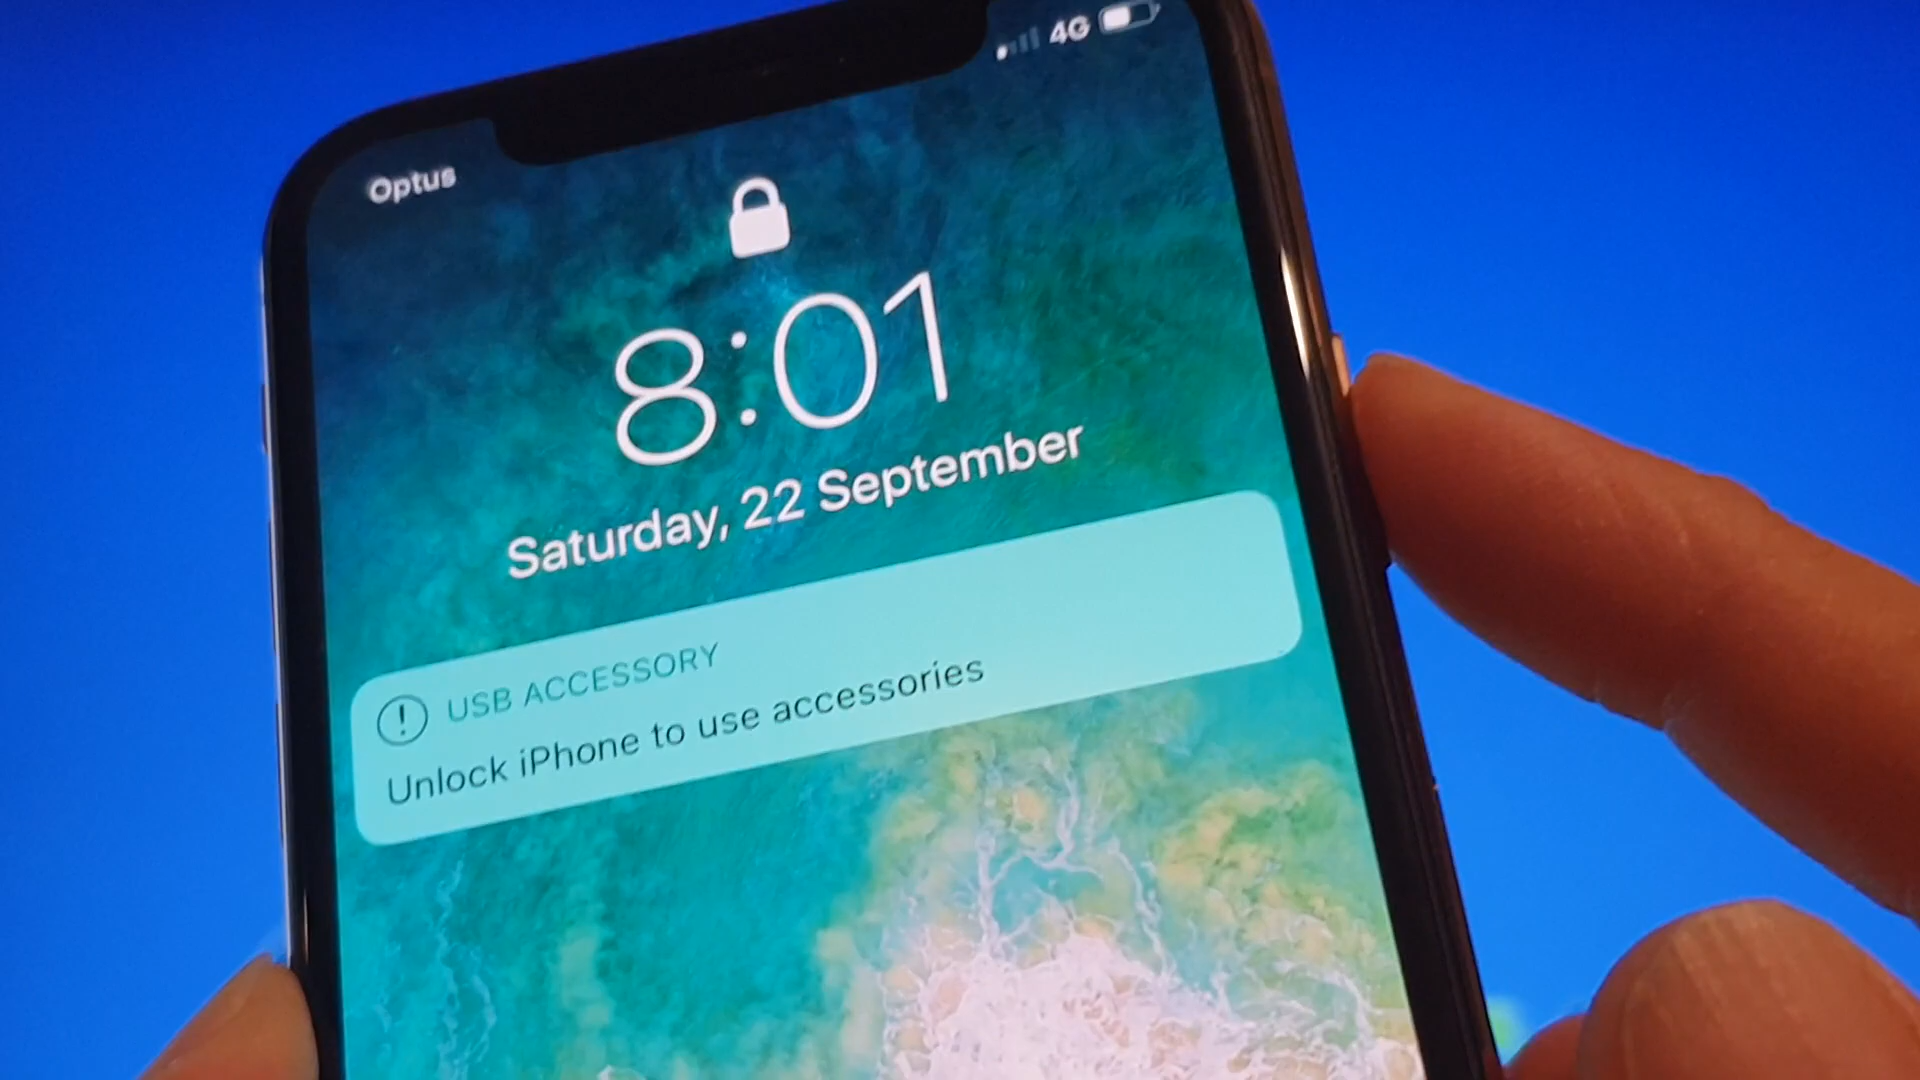 Optus
4G
8:01
Saturday, 22 September
USB ACCESSORY
Unlock iPhone to use accessories